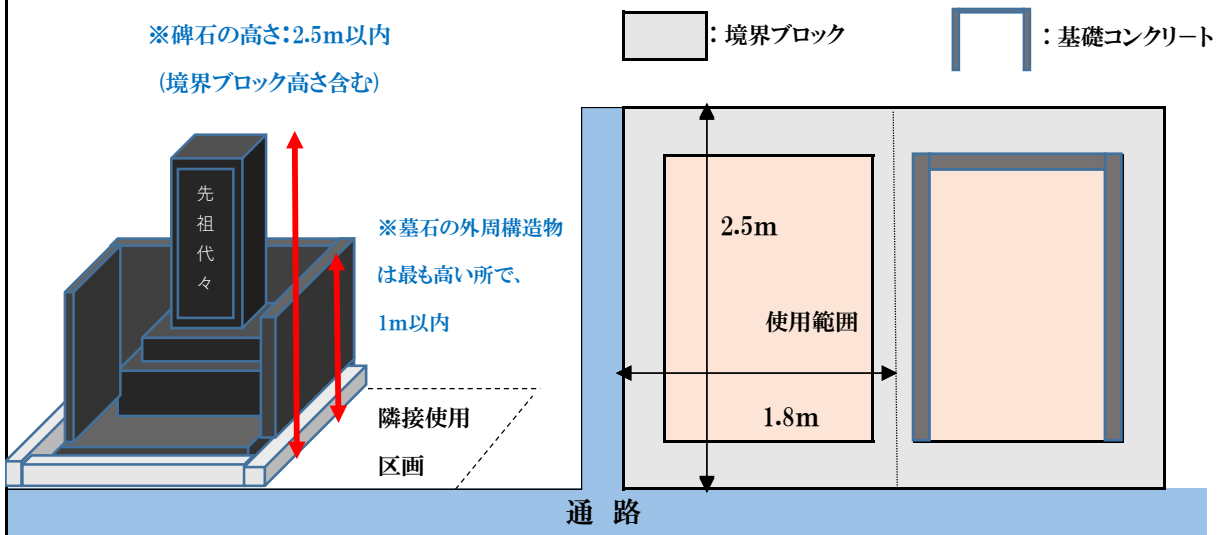 ※碑石の高さ:2.5m以内
(境界ブロック高さ含む)
:境界ブロック
:基礎コンクリート
先祖代々
※墓石の外周構造物
は最も高い所で、
1m以内
隣接使用
区画
2.5m
使用範囲
1.8m
通 路